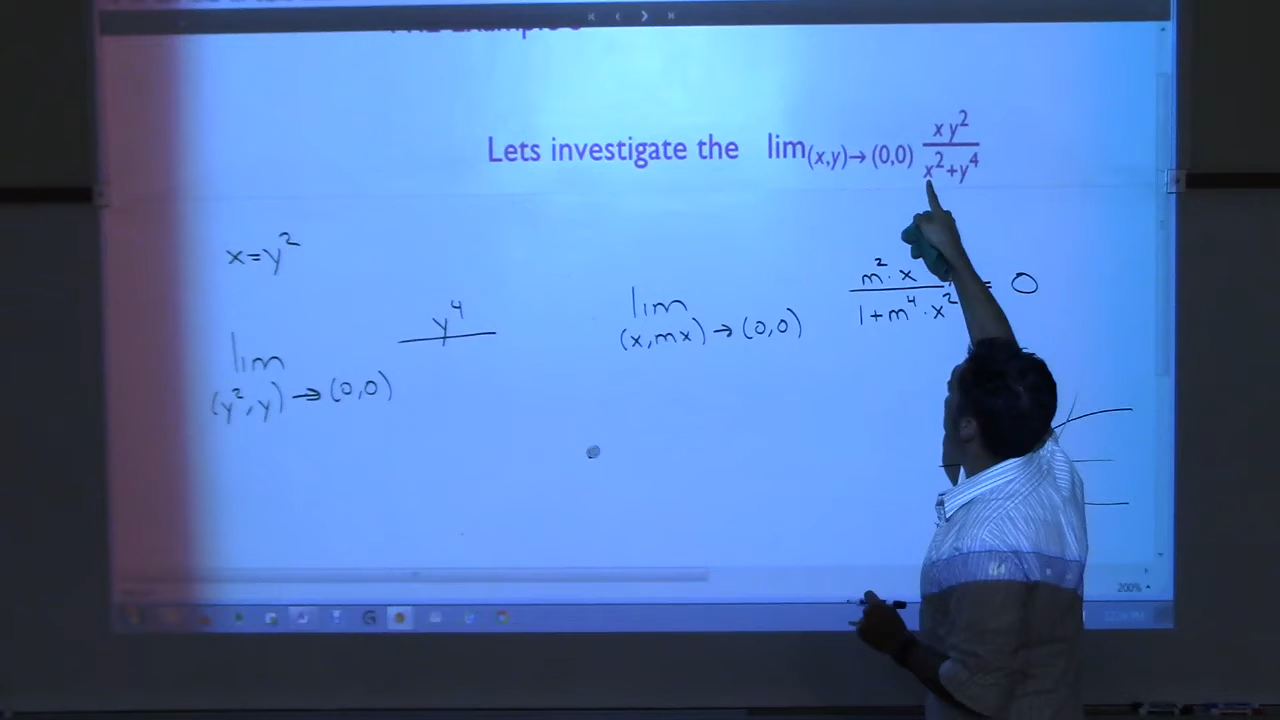 Lets investigate the lim(x,y)→(0,0) xy²/x²+y⁴
x=y²
lim
(y², y) → (0,0)
y⁴
lim
(x, mx) → (0,0)
m²·x
1+m⁴·x²
= 0
200%